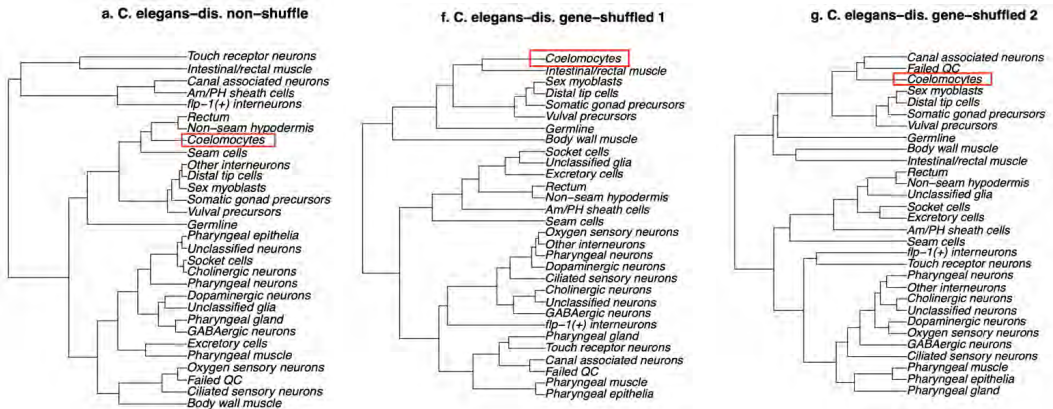 a. C. elegans–dis. non–shuffle
Touch receptor neurons
Intestinal/rectal muscle
Canal associated neurons
Am/PH sheath cells
flp–1(+) interneurons
Rectum
Non–seam hypodermis
Coelomocytes
Seam cells
Other interneurons
Distal tip cells
Sex myoblasts
Somatic gonad precursors
Vulval precursors
Germline
Pharyngeal epithelia
Unclassified neurons
Socket cells
Cholinergic neurons
Pharyngeal neurons
Dopaminergic neurons
Unclassified glia
Pharyngeal gland
GABAergic neurons
Excretory cells
Pharyngeal muscle
Oxygen sensory neurons
Failed QC
Ciliated sensory neurons
Body wall muscle
f. C. elegans–dis. gene–shuffled 1
Coelomocytes
Intestinal/rectal muscle
Sex myoblasts
Distal tip cells
Somatic gonad precursors
Vulval precursors
Germline
Body wall muscle
Socket cells
Unclassified glia
Excretory cells
Rectum
Non–seam hypodermis
Am/PH sheath cells
Seam cells
Oxygen sensory neurons
Other interneurons
Pharyngeal neurons
Dopaminergic neurons
Ciliated sensory neurons
Cholinergic neurons
Unclassified neurons
GABAergic neurons
flp–1(+) interneurons
Pharyngeal gland
Touch receptor neurons
Canal associated neurons
Failed QC
Pharyngeal muscle
Pharyngeal epithelia
g. C. elegans–dis. gene–shuffled 2
Canal associated neurons
Failed QC
Coelomocytes
Sex myoblasts
Distal tip cells
Somatic gonad precursors
Vulval precursors
Germline
Body wall muscle
Intestinal/rectal muscle
Rectum
Non–seam hypodermis
Unclassified glia
Socket cells
Excretory cells
Am/PH sheath cells
Seam cells
flp–1(+) interneurons
Touch receptor neurons
Pharyngeal neurons
Other interneurons
Cholinergic neurons
Unclassified neurons
Dopaminergic neurons
Oxygen sensory neurons
GABAergic neurons
Ciliated sensory neurons
Pharyngeal muscle
Pharyngeal epithelia
Pharyngeal gland